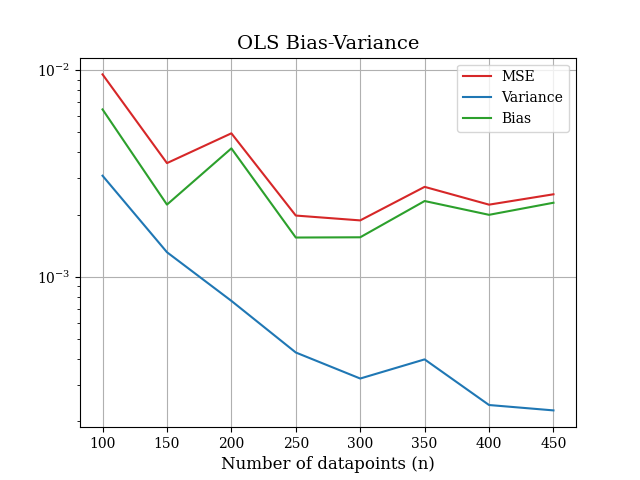 OLS Bias-Variance
10⁻²
10⁻³
MSE
Variance
Bias
100 150 200 250 300 350 400 450
Number of datapoints (n)